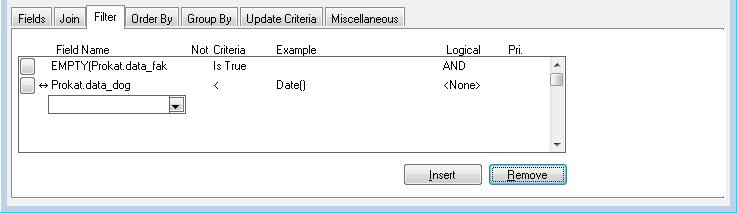 Fields Join Filter Order By Group By Update Criteria Miscellaneous
Field Name Not Criteria Example Logical Pri.
EMPTY(Prokat.data_fak Is True AND
Prokat.data_dog < Date() <None>
Insert Remove